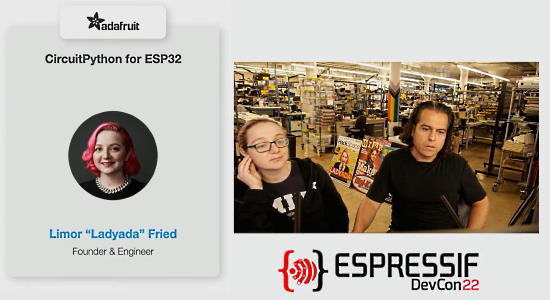 adafruit
CircuitPython for ESP32
Limor “Ladyada” Fried
Founder & Engineer
ESPRESSIF
DevCon22